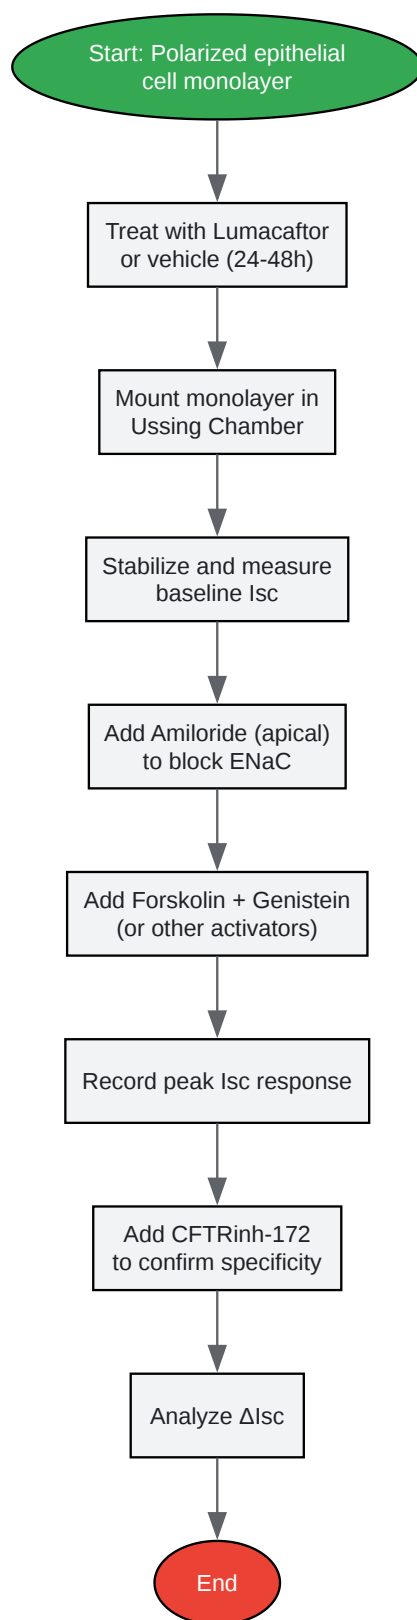 Start: Polarized epithelial
cell monolayer
Treat with Lumacaftor
or vehicle (24-48h)
Mount monolayer in
Ussing Chamber
Stabilize and measure
baseline Isc
Add Amiloride (apical)
to block ENaC
Add Forskolin + Genistein
(or other activators)
Record peak Isc response
Add CFTRinh-172
to confirm specificity
Analyze ΔIsc
End